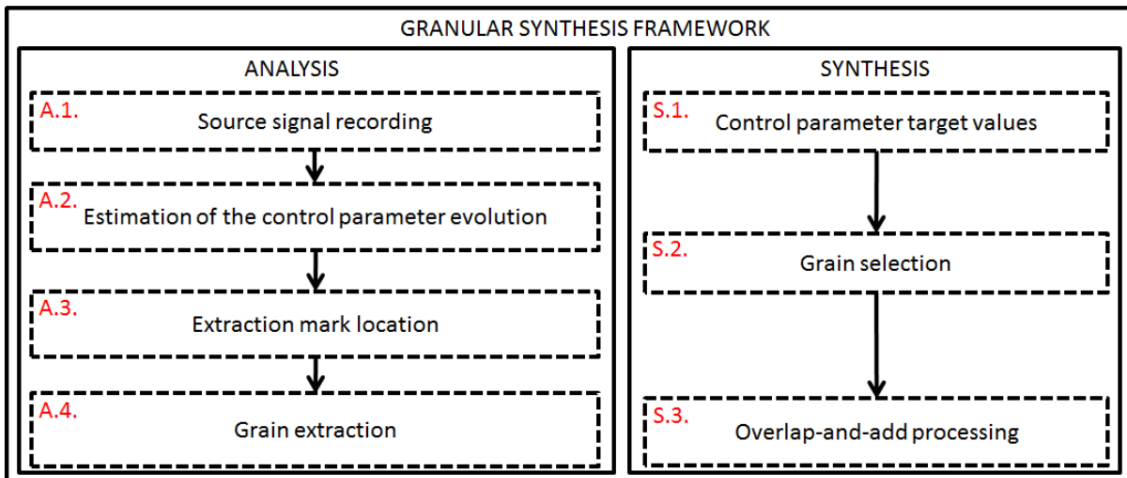 GRANULAR SYNTHESIS FRAMEWORK
ANALYSIS
A.1.
Source signal recording
A.2.
Estimation of the control parameter evolution
A.3.
Extraction mark location
A.4.
Grain extraction
SYNTHESIS
S.1.
Control parameter target values
S.2.
Grain selection
S.3.
Overlap-and-add processing